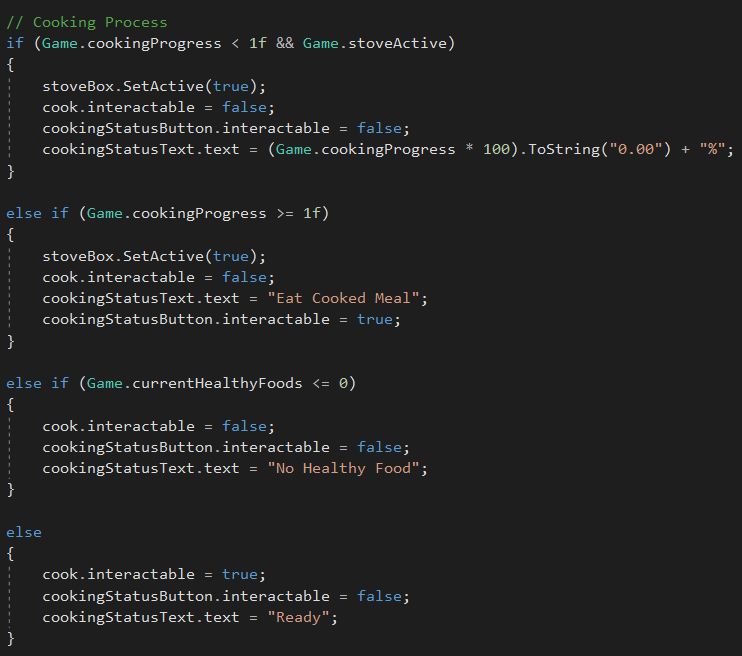 // Cooking Process
if (Game.cookingProgress < 1f && Game.stoveActive)
{
    stoveBox.SetActive(true);
    cook.interactable = false;
    cookingStatusButton.interactable = false;
    cookingStatusText.text = (Game.cookingProgress * 100).ToString("0.00") + "%";
}

else if (Game.cookingProgress >= 1f)
{
    stoveBox.SetActive(true);
    cook.interactable = false;
    cookingStatusText.text = "Eat Cooked Meal";
    cookingStatusButton.interactable = true;
}

else if (Game.currentHealthyFoods <= 0)
{
    cook.interactable = false;
    cookingStatusButton.interactable = false;
    cookingStatusText.text = "No Healthy Food";
}

else
{
    cook.interactable = true;
    cookingStatusButton.interactable = false;
    cookingStatusText.text = "Ready";
}